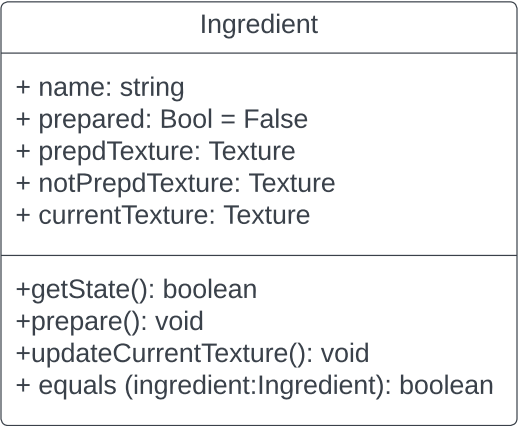 Ingredient
+ name: string
+ prepared: Bool = False
+ prepdTexture: Texture
+ notPrepdTexture: Texture
+ currentTexture: Texture
+getState(): boolean
+prepare(): void
+updateCurrentTexture(): void
+ equals (ingredient:Ingredient): boolean